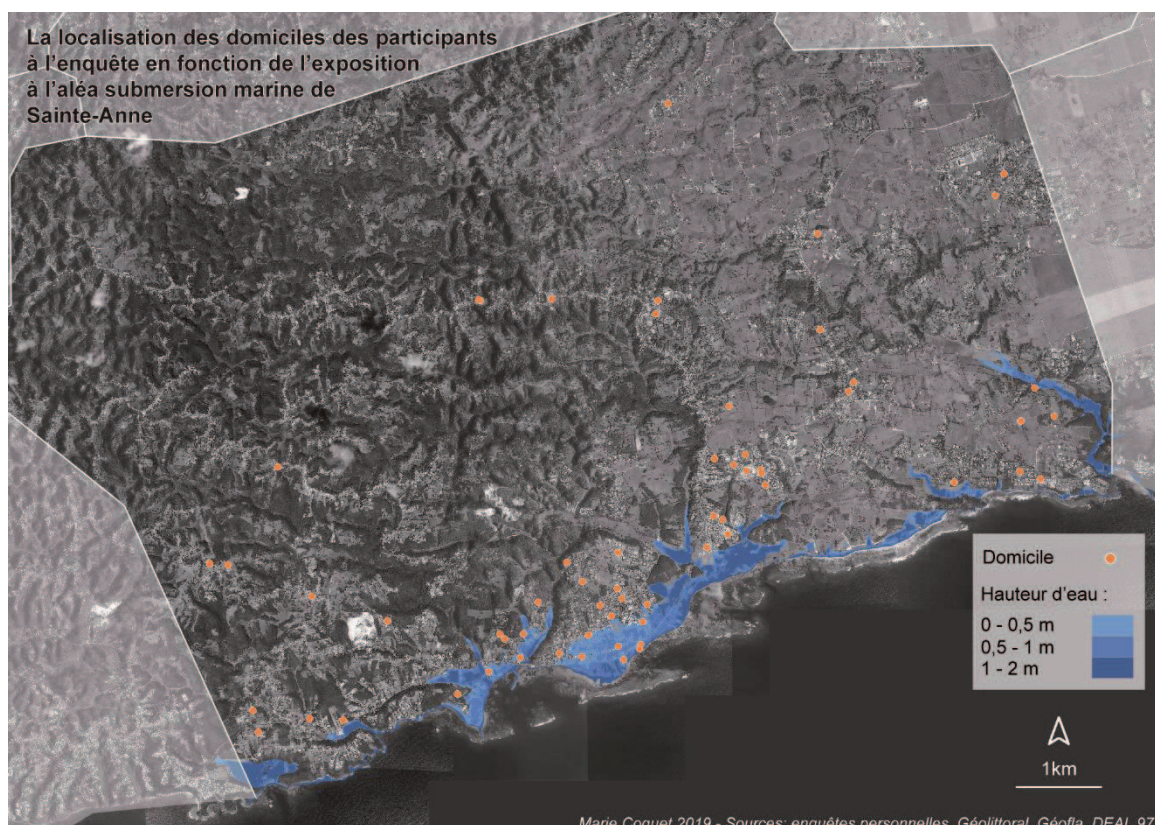 La localisation des domiciles des participants
à l'enquête en fonction de l'exposition
à l'aléa submersion marine de
Sainte-Anne
Domicile
Hauteur d'eau :
0 - 0,5 m
0,5 - 1 m
1 - 2 m
1km
Marie Coquet 2019 - Sources: enquêtes personnelles, Géolittoral, Géofla, DEAL 97